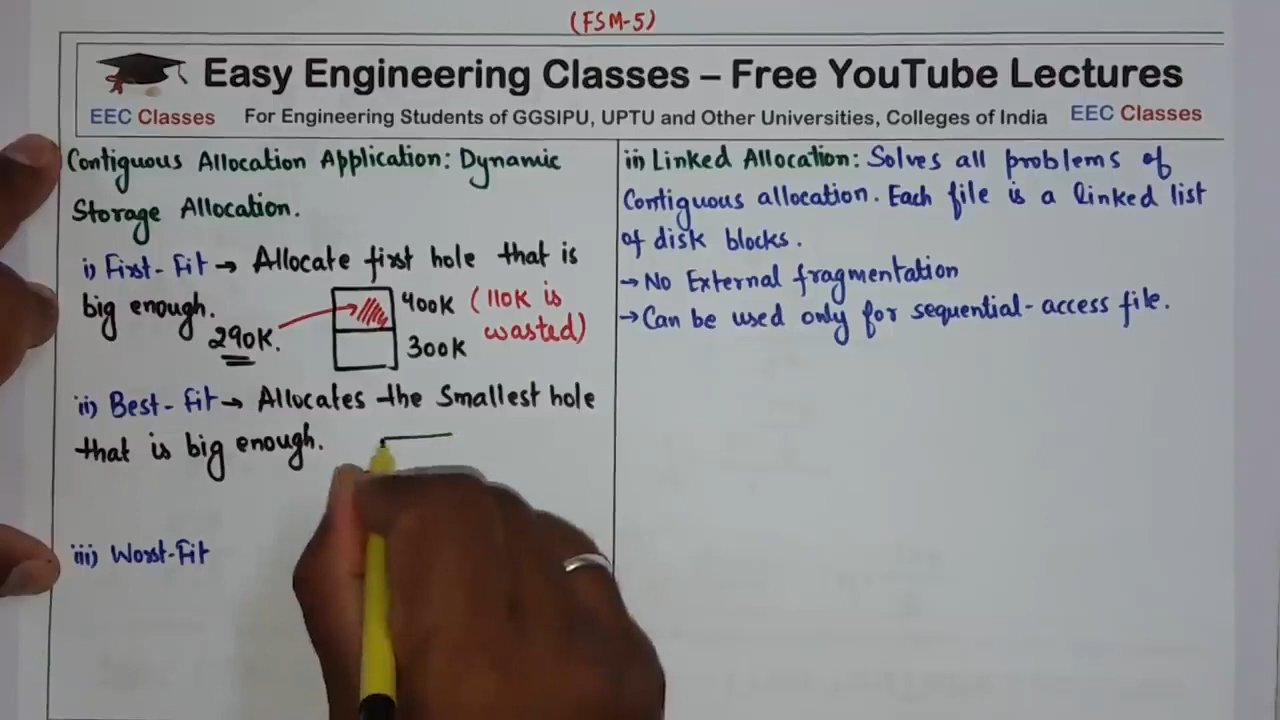 (FSM-5)
Easy Engineering Classes – Free YouTube Lectures
EEC Classes For Engineering Students of GGSIPU, UPTU and Other Universities, Colleges of India EEC Classes
Contiguous Allocation Application: Dynamic
Storage Allocation.
i) First-Fit → Allocate first hole that is
big enough.
290K.
400K (110K is
wasted)
300K
ii) Best-Fit → Allocates the Smallest hole
that is big enough.
iii) Worst-Fit
ii) Linked Allocation: Solves all problems of
Contiguous allocation. Each file is a linked list
of disk blocks.
→ No External fragmentation
→ Can be used only for sequential-access file.